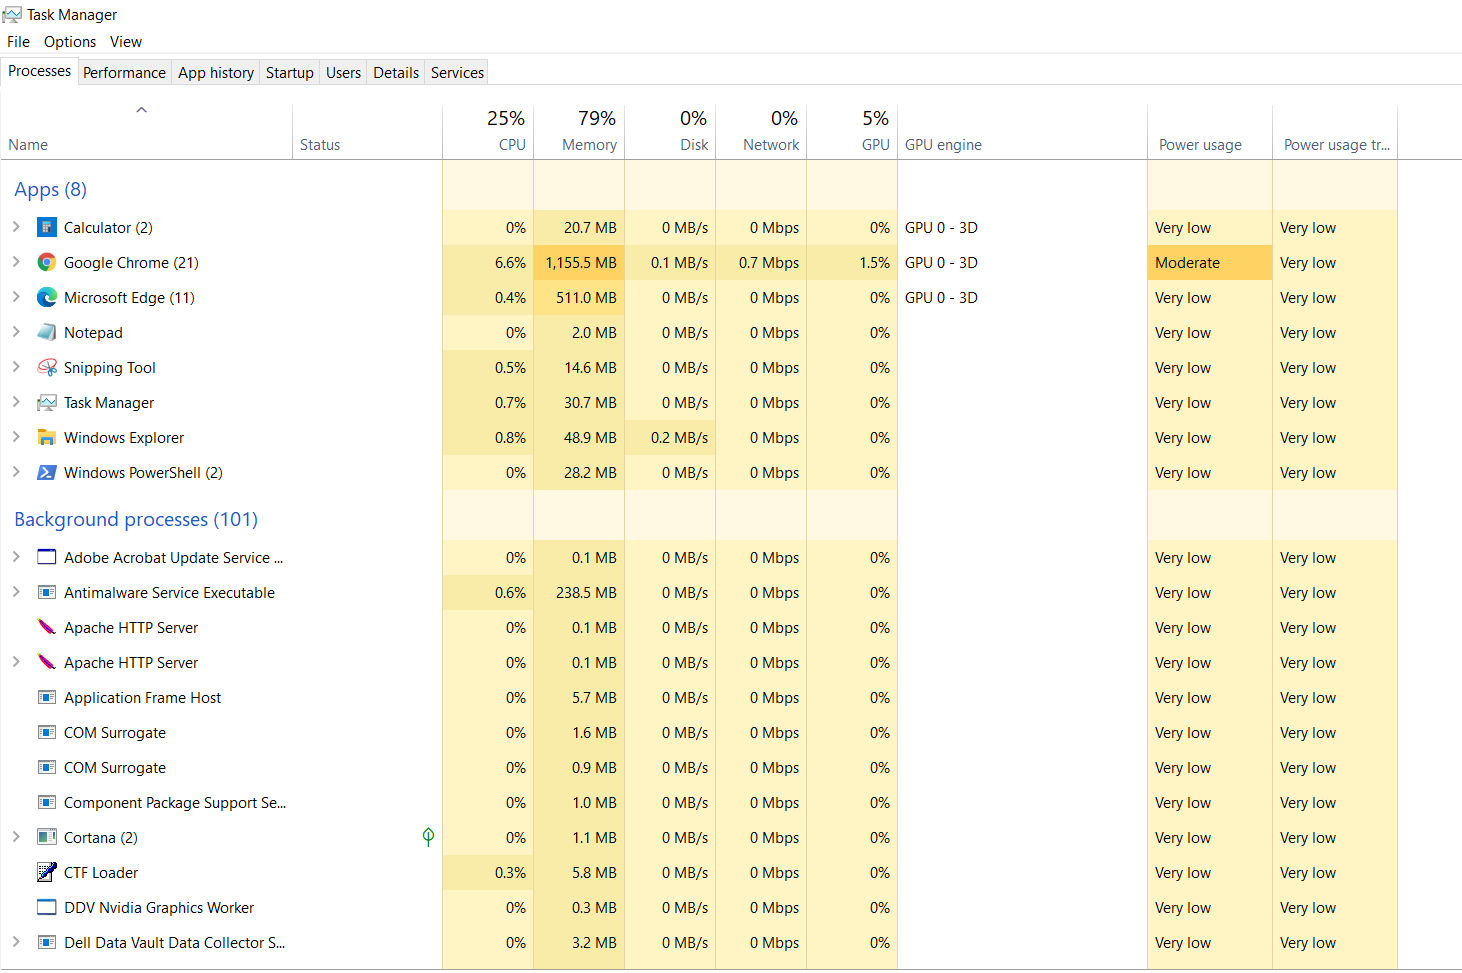 Task Manager
File Options View
Processes Performance App history Startup Users Details Services
25% 79% 0% 0% 5%
Name Status CPU Memory Disk Network GPU GPU engine Power usage Power usage tr...
Apps (8)
Calculator (2) 0% 20.7 MB 0 MB/s 0 Mbps 0% GPU 0 - 3D Very low Very low
Google Chrome (21) 6.6% 1,155.5 MB 0.1 MB/s 0.7 Mbps 1.5% GPU 0 - 3D Moderate Very low
Microsoft Edge (11) 0.4% 511.0 MB 0 MB/s 0 Mbps 0% GPU 0 - 3D Very low Very low
Notepad 0% 2.0 MB 0 MB/s 0 Mbps 0% Very low Very low
Snipping Tool 0.5% 14.6 MB 0 MB/s 0 Mbps 0% Very low Very low
Task Manager 0.7% 30.7 MB 0 MB/s 0 Mbps 0% Very low Very low
Windows Explorer 0.8% 48.9 MB 0.2 MB/s 0 Mbps 0% Very low Very low
Windows PowerShell (2) 0% 28.2 MB 0 MB/s 0 Mbps 0% Very low Very low
Background processes (101)
Adobe Acrobat Update Service ... 0% 0.1 MB 0 MB/s 0 Mbps 0% Very low Very low
Antimalware Service Executable 0.6% 238.5 MB 0 MB/s 0 Mbps 0% Very low Very low
Apache HTTP Server 0% 0.1 MB 0 MB/s 0 Mbps 0% Very low Very low
Apache HTTP Server 0% 0.1 MB 0 MB/s 0 Mbps 0% Very low Very low
Application Frame Host 0% 5.7 MB 0 MB/s 0 Mbps 0% Very low Very low
COM Surrogate 0% 1.6 MB 0 MB/s 0 Mbps 0% Very low Very low
COM Surrogate 0% 0.9 MB 0 MB/s 0 Mbps 0% Very low Very low
Component Package Support Se... 0% 1.0 MB 0 MB/s 0 Mbps 0% Very low Very low
Cortana (2) 0% 1.1 MB 0 MB/s 0 Mbps 0% Very low Very low
CTF Loader 0.3% 5.8 MB 0 MB/s 0 Mbps 0% Very low Very low
DDV Nvidia Graphics Worker 0% 0.3 MB 0 MB/s 0 Mbps 0% Very low Very low
Dell Data Vault Data Collector S... 0% 3.2 MB 0 MB/s 0 Mbps 0% Very low Very low